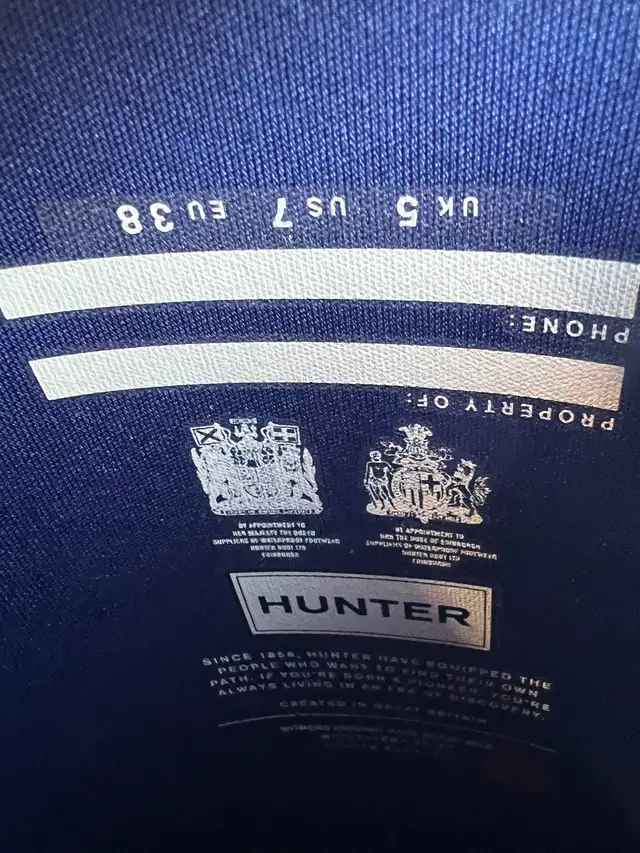 UK 5 US 7 EU 38
PHONE:
PROPERTY OF:
BY APPOINTMENT TO
HER MAJESTY THE QUEEN
SUPPLIERS OF WATERPROOF FOOTWEAR
HUNTER BOOT LTD
EDINBURGH
BY APPOINTMENT TO
HRH THE DUKE OF EDINBURGH
SUPPLIERS OF WATERPROOF FOOTWEAR
HUNTER BOOT LTD
EDINBURGH
HUNTER
SINCE 1856, HUNTER HAVE EQUIPPED THE
PEOPLE WHO WANT TO FIND THEIR OWN
PATH. IF YOU'RE BORN A PIONEER, YOU'RE
ALWAYS LIVING IN AN ERA OF DISCOVERY.
CREATED IN GREAT BRITAIN